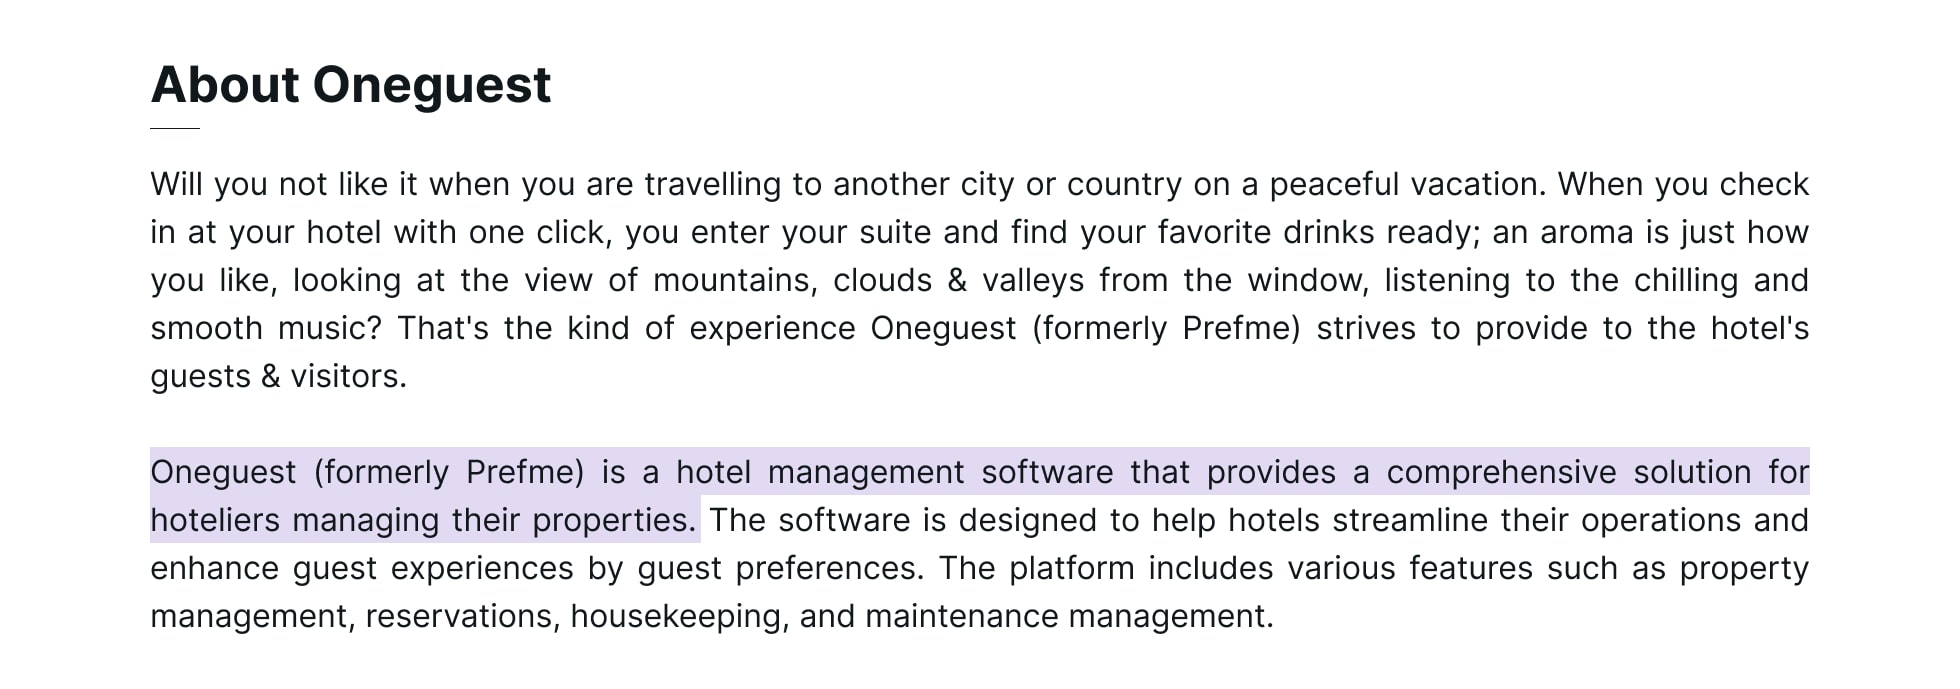 About Oneguest
Will you not like it when you are travelling to another city or country on a peaceful vacation. When you check
in at your hotel with one click, you enter your suite and find your favorite drinks ready; an aroma is just how
you like, looking at the view of mountains, clouds & valleys from the window, listening to the chilling and
smooth music? That's the kind of experience Oneguest (formerly Prefme) strives to provide to the hotel's
guests & visitors.
Oneguest (formerly Prefme) is a hotel management software that provides a comprehensive solution for
hoteliers managing their properties. The software is designed to help hotels streamline their operations and
enhance guest experiences by guest preferences. The platform includes various features such as property
management, reservations, housekeeping, and maintenance management.